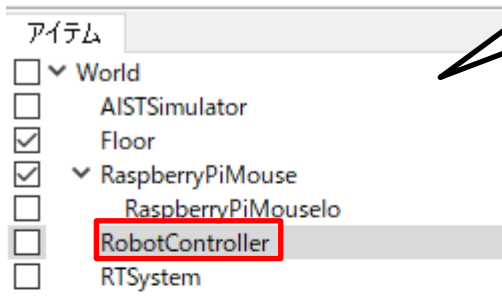 アイテム
World
AISTSimulator
Floor
RaspberryPiMouse
RaspberryPiMouseIo
RobotController
RTSystem